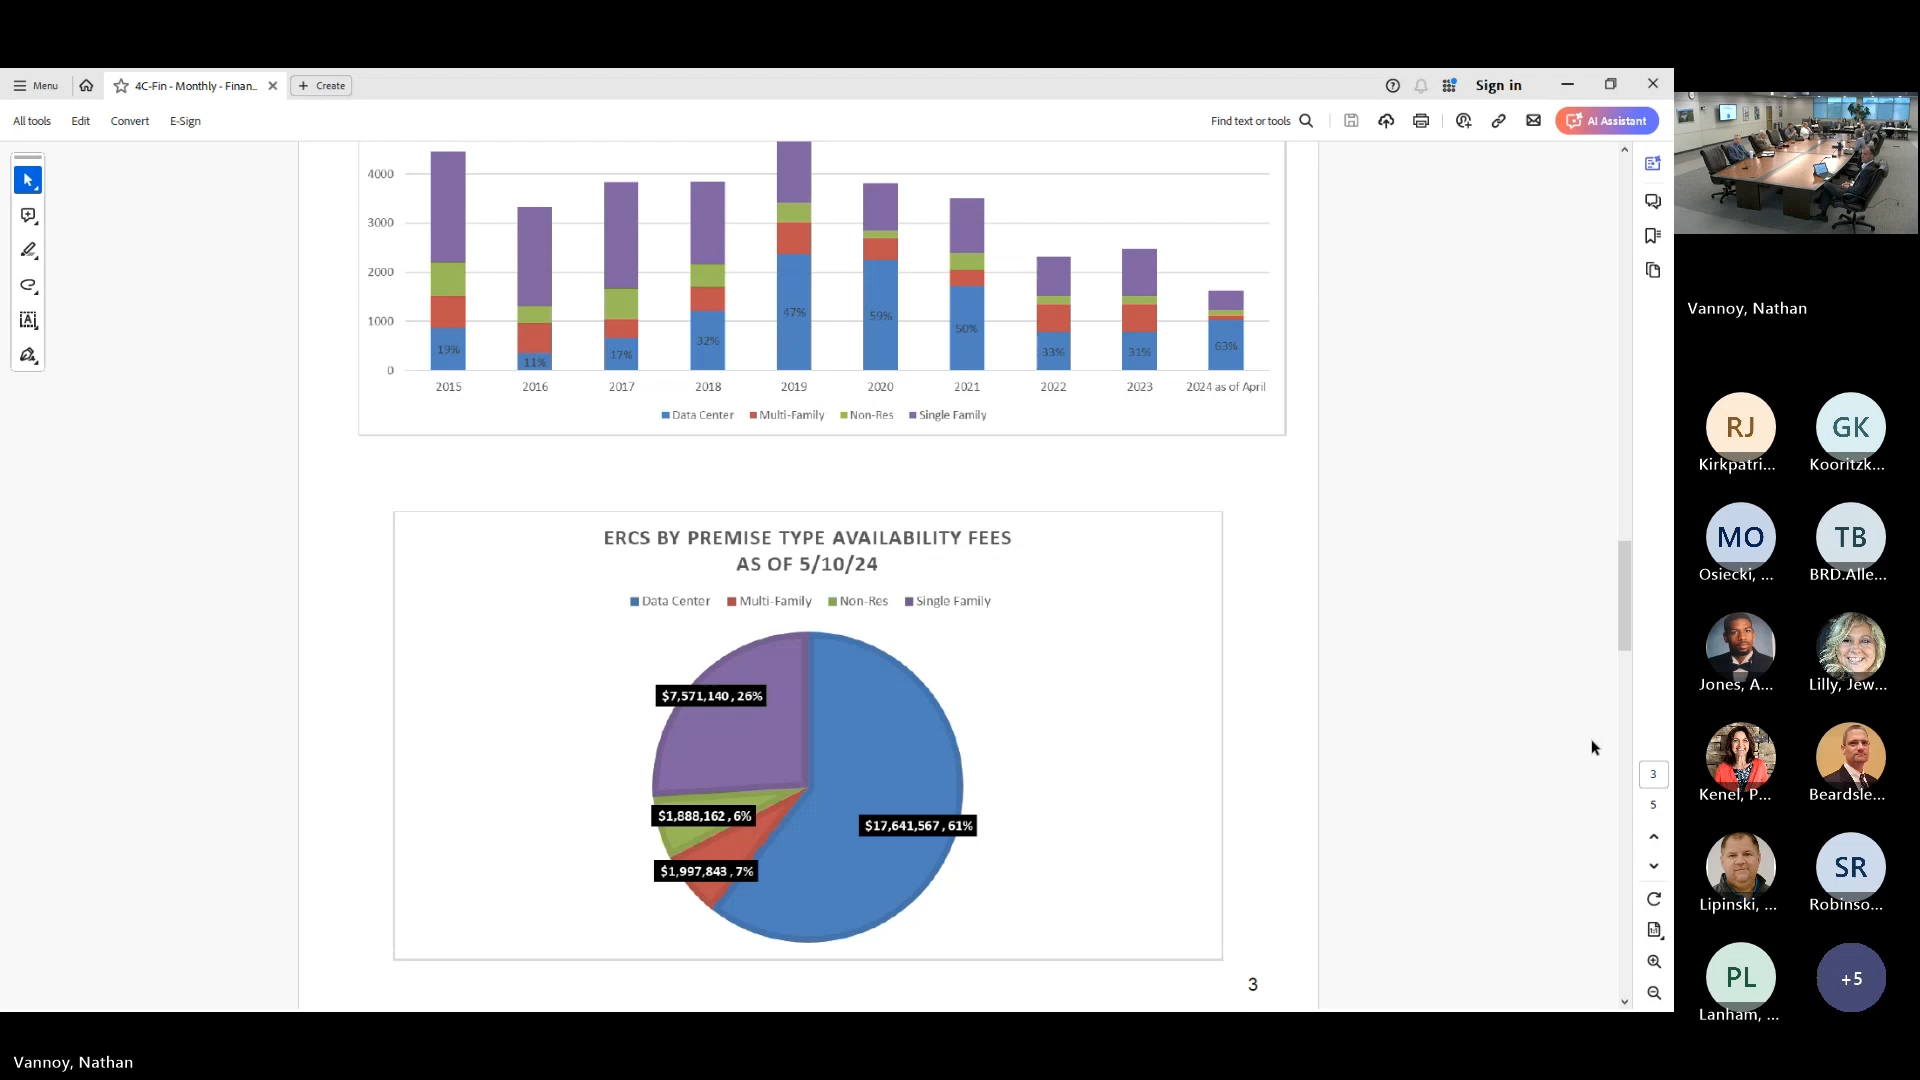 Menu
4C-Fin - Monthly - Finan...
Create
Sign in
All tools
Edit
Convert
E-Sign
Find text or tools
AI Assistant
4000
3000
2000
1000
0
19%
11%
17%
32%
47%
59%
50%
33%
31%
63%
2015
2016
2017
2018
2019
2020
2021
2022
2023
2024 as of April
Data Center
Multi-Family
Non-Res
Single Family
ERCS BY PREMISE TYPE AVAILABILITY FEES
AS OF 5/10/24
Data Center
Multi-Family
Non-Res
Single Family
$7,571,140 , 26%
$1,888,162 , 6%
$17,641,567 , 61%
$1,997,843 , 7%
3
3
5
Vannoy, Nathan
RJ
GK
Kirkpatri...
Kooritzk...
MO
TB
Osiecki, ...
BRD.Alle...
Jones, A...
Lilly, Jew...
Kenel, P...
Beardsle...
SR
Lipinski, ...
Robinso...
PL
+5
Lanham, ...
Vannoy, Nathan